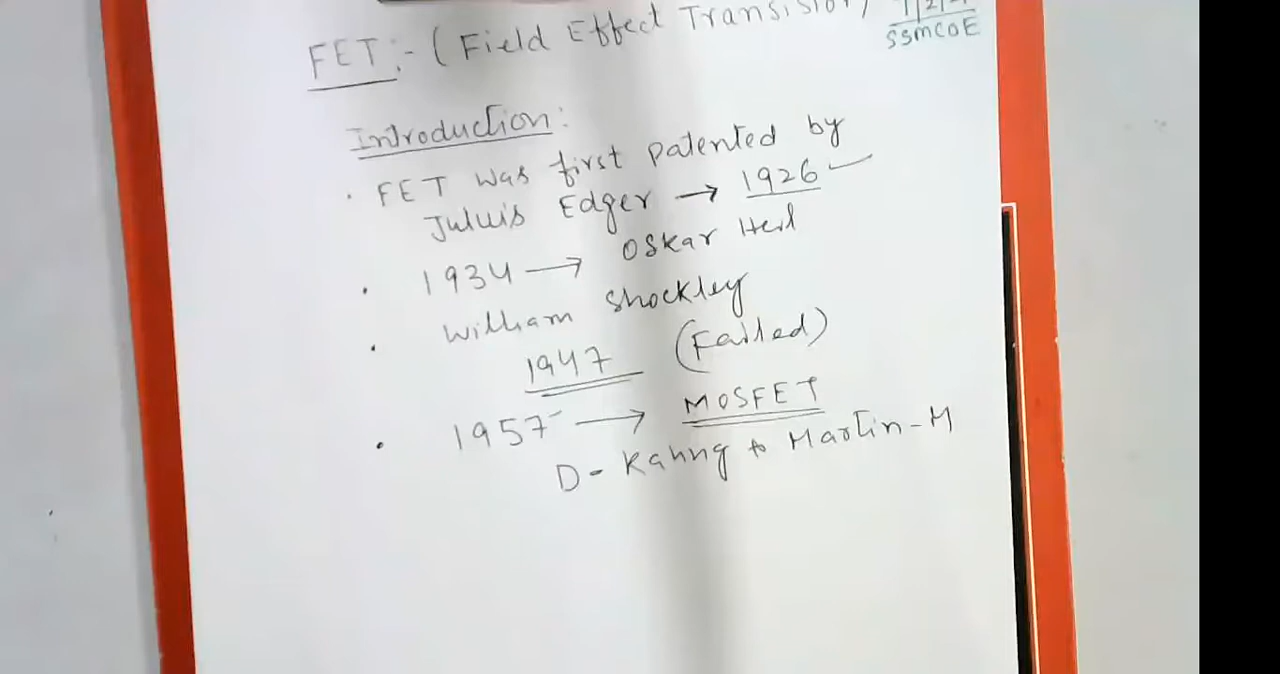 FET:- (Field Effect Transistor)
SSMCOE
Introduction:
· FET was first patented by
Juluis Edger → 1926
· 1934 → Oskar Heil
· William Shockley
1947 (Failed)
· 1957 → MOSFET
D- Kahng & Martin-M